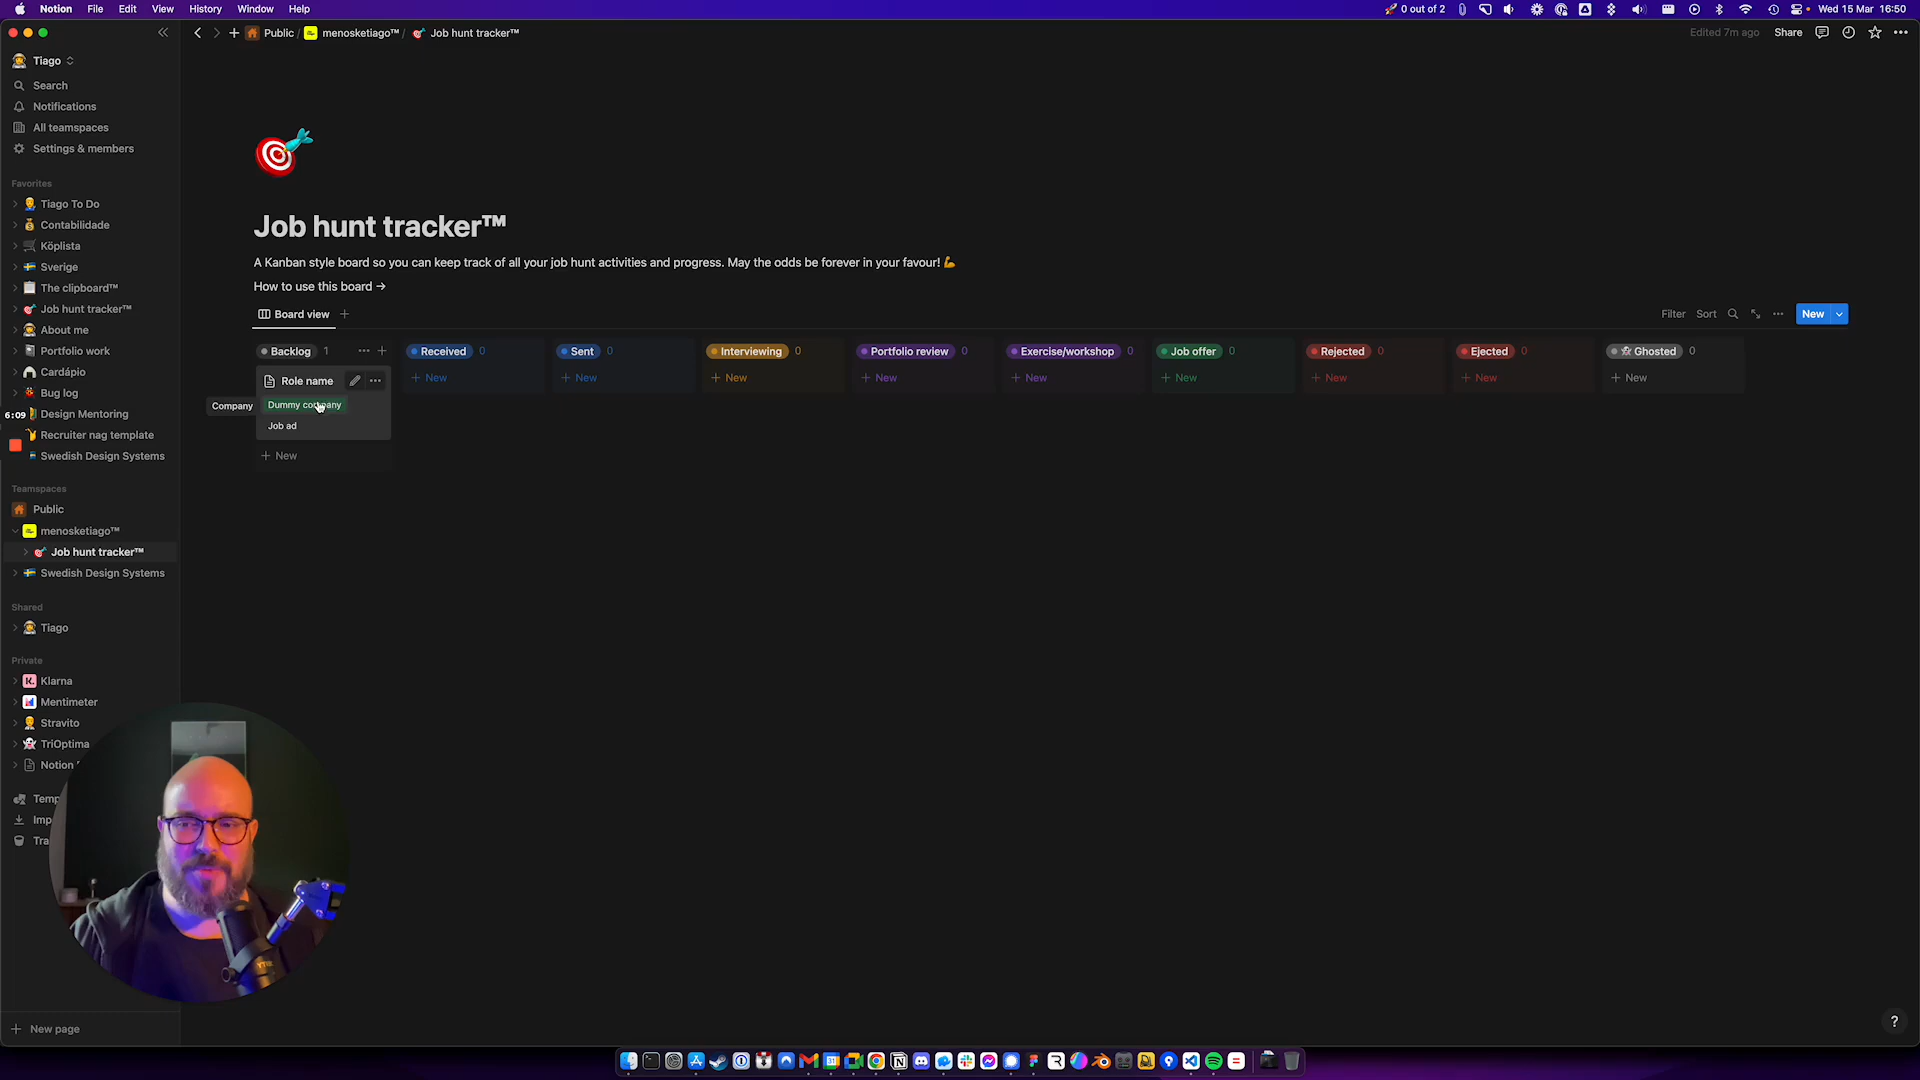 Notion File Edit View History Window Help
0 out of 2 Wed 15 Mar 16:50
Public / menosketiago™ / Job hunt tracker™
Edited 7m ago Share
Tiago
Search
Notifications
All teamspaces
Settings & members
Favorites
Tiago To Do
Contabilidade
Köplista
Sverige
The clipboard™
Job hunt tracker™
About me
Portfolio work
Cardápio
Bug log
6:09
Design Mentoring
Recruiter nag template
Swedish Design Systems
Teamspaces
Public
menosketiago™
Job hunt tracker™
Swedish Design Systems
Shared
Tiago
Private
Klarna
Mentimeter
Stravito
TriOptima
Notion
Temp
Imp
Tra
New page
Job hunt tracker™
A Kanban style board so you can keep track of all your job hunt activities and progress. May the odds be forever in your favour!
How to use this board →
Board view
Filter Sort New
Backlog 1 Received 0 Sent 0 Interviewing 0 Portfolio review 0 Exercise/workshop 0 Job offer 0 Rejected 0 Ejected 0 Ghosted 0
+ New + New + New + New + New + New + New + New + New
Role name
Company
Dummy company
Job ad
+ New
?